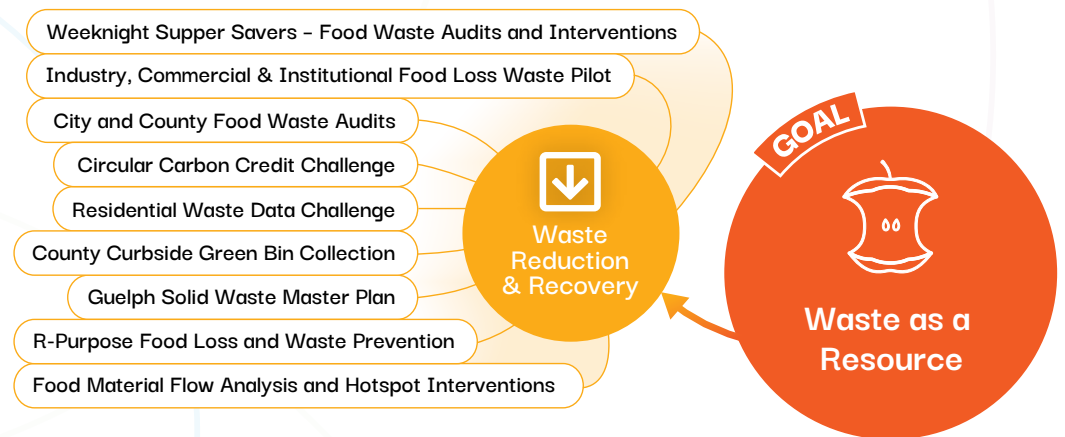 Weeknight Supper Savers – Food Waste Audits and Interventions
Industry, Commercial & Institutional Food Loss Waste Pilot
City and County Food Waste Audits
Circular Carbon Credit Challenge
Residential Waste Data Challenge
County Curbside Green Bin Collection
Guelph Solid Waste Master Plan
R-Purpose Food Loss and Waste Prevention
Food Material Flow Analysis and Hotspot Interventions
Waste
Reduction
& Recovery
GOAL
Waste as a
Resource